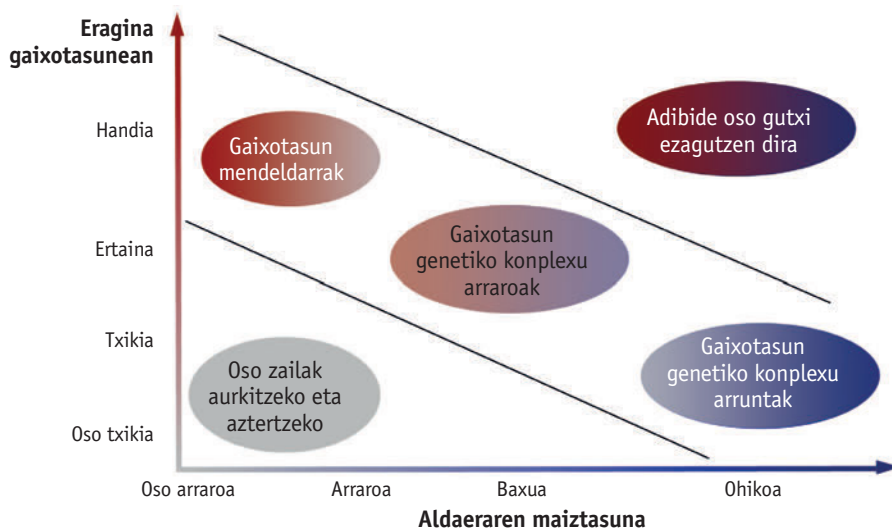 Eragina
gaixotasunean
Handia
Ertaina
Txikia
Oso txikia
Gaixotasun
mendeldarrak
Adibide oso gutxi
ezagutzen dira
Gaixotasun
genetiko konplexu
arraroak
Oso zailak
aurkitzeko eta
aztertzeko
Gaixotasun
genetiko konplexu
arruntak
Oso arraroa
Arraroa
Baxua
Ohikoa
Aldaeraren maiztasuna